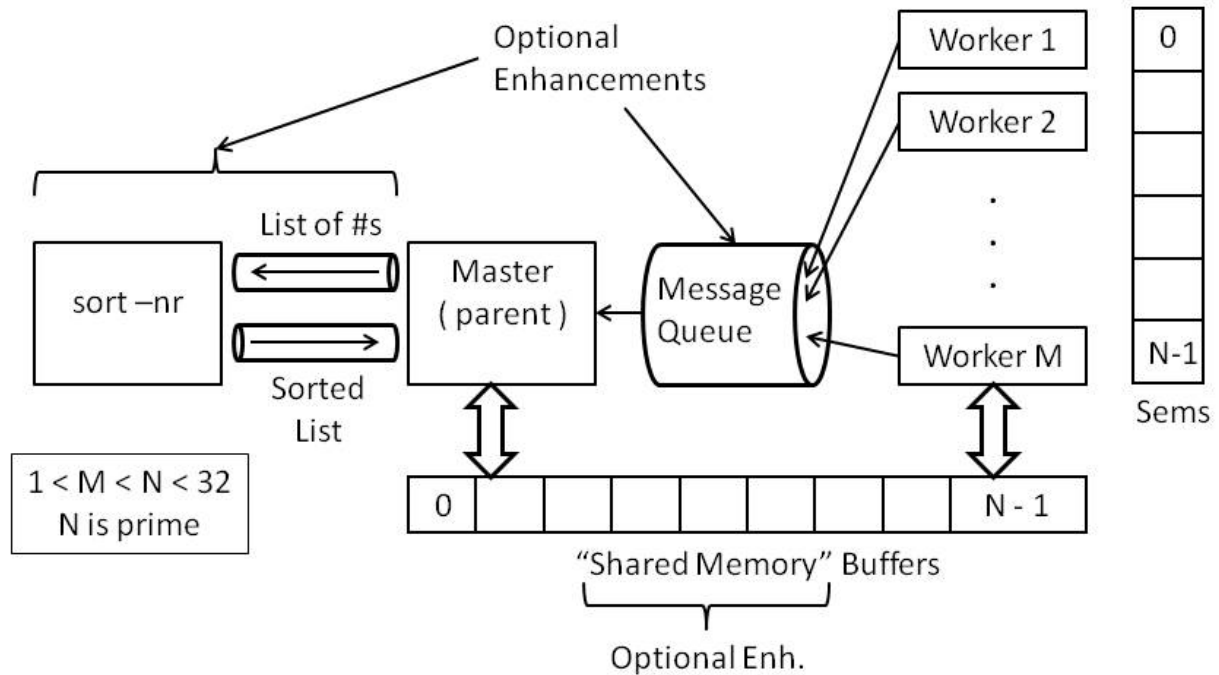 Optional
Enhancements
Worker 1
0
Worker 2
.
.
.
List of #s
sort –nr
Master
( parent )
Message
Queue
Worker M
N-1
Sorted
List
Sems
1 < M < N < 32
N is prime
0
N - 1
“Shared Memory” Buffers
Optional Enh.